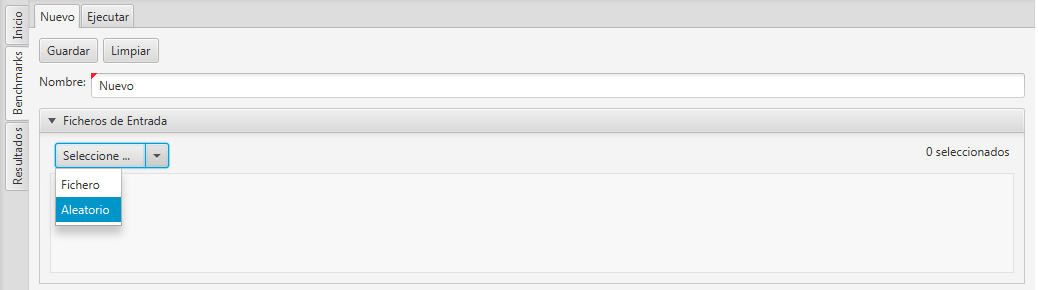 Inicio
Benchmarks
Resultados
Nuevo Ejecutar
Guardar Limpiar
Nombre: Nuevo
Ficheros de Entrada
Seleccione ... 0 seleccionados
Fichero
Aleatorio